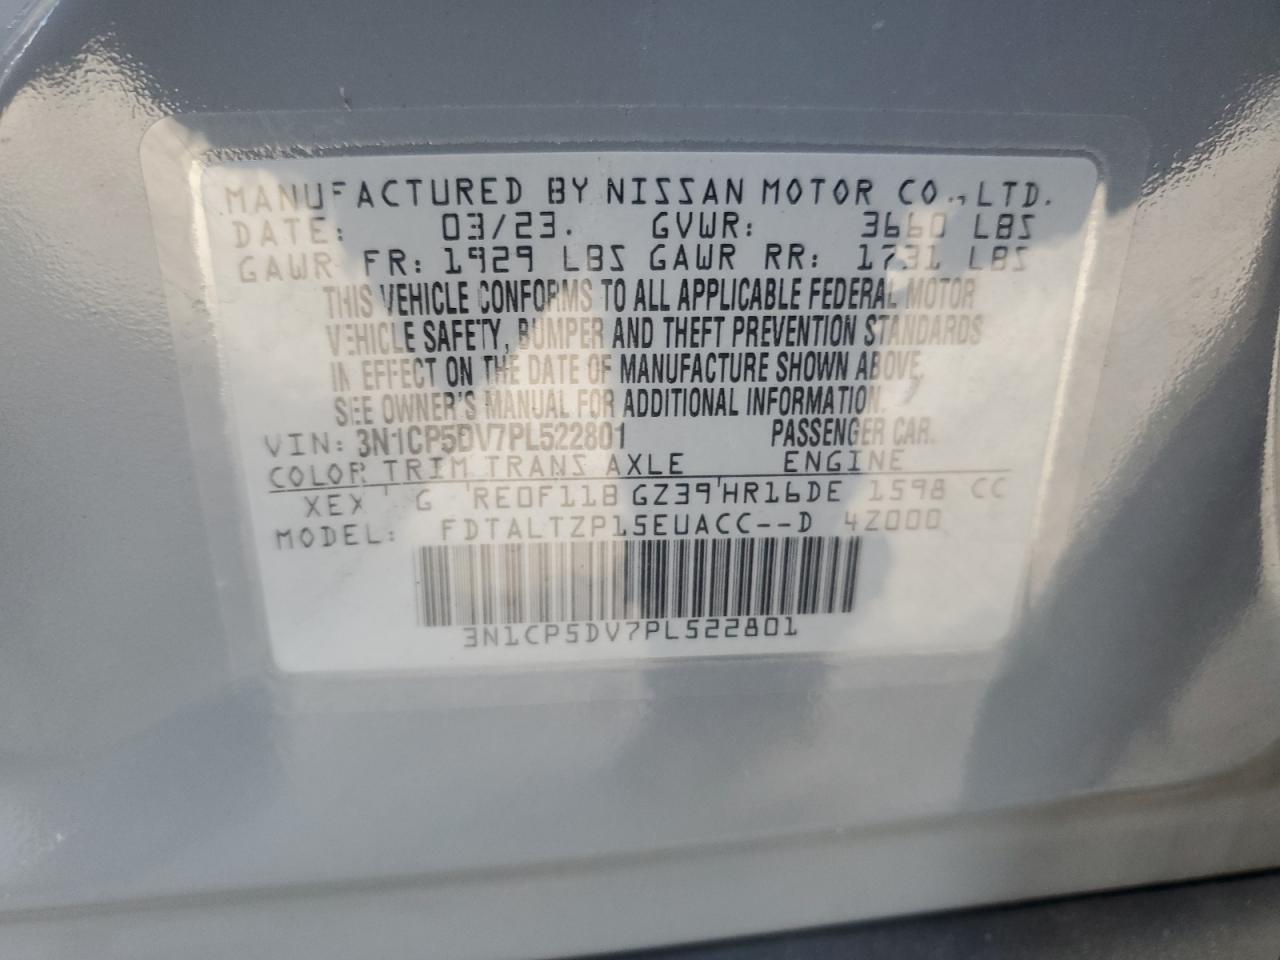 MANUFACTURED BY NISSAN MOTOR CO.,LTD.
DATE: 03/23. GVWR: 3660 LBS
GAWR FR: 1929 LBS GAWR RR: 1731 LBS
THIS VEHICLE CONFORMS TO ALL APPLICABLE FEDERAL MOTOR
VEHICLE SAFETY, BUMPER AND THEFT PREVENTION STANDARDS
IN EFFECT ON THE DATE OF MANUFACTURE SHOWN ABOVE,
SEE OWNER'S MANUAL FOR ADDITIONAL INFORMATION.
VIN: 3N1CP5DV7PL522801 PASSENGER CAR.
COLOR TRIM TRANS AXLE ENGINE
XEX G RE0F11B GZ39 HR16DE 1598 CC
MODEL: FDTALTZP15EUACC--D 4Z000
3N1CP5DV7PL522801